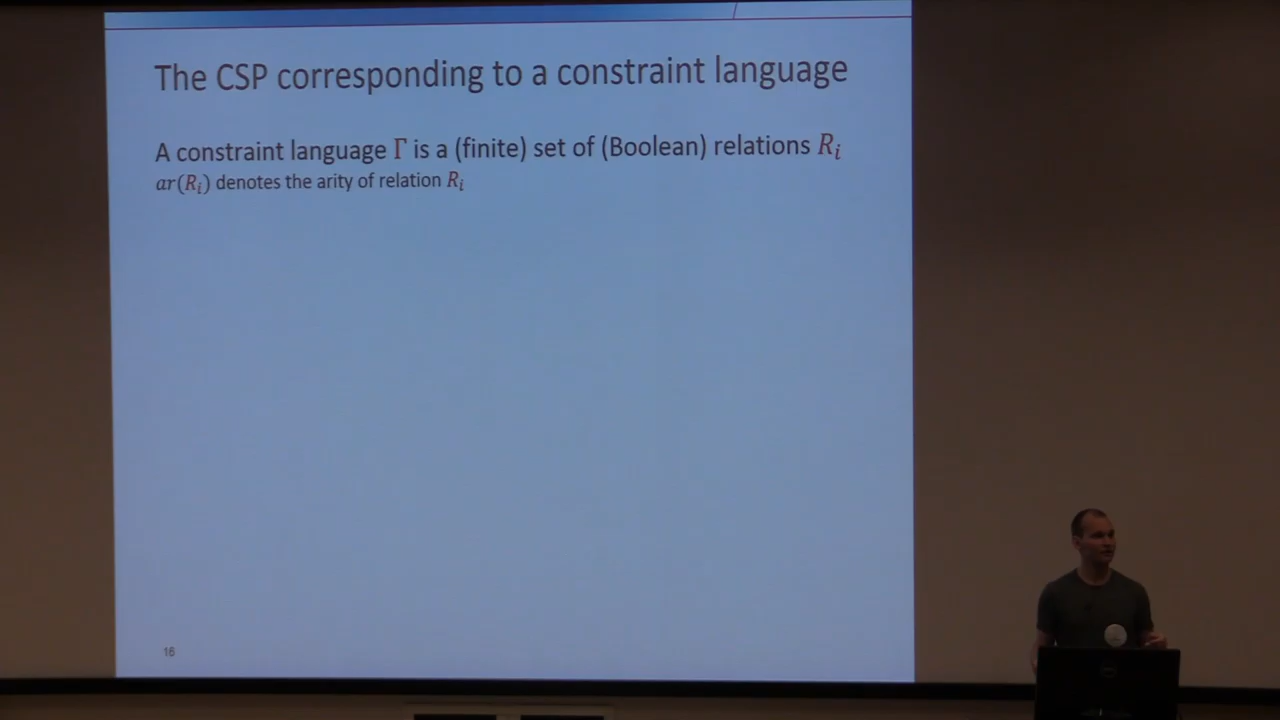 The CSP corresponding to a constraint language
A constraint language Γ is a (finite) set of (Boolean) relations Rᵢ
ar(Rᵢ) denotes the arity of relation Rᵢ
16